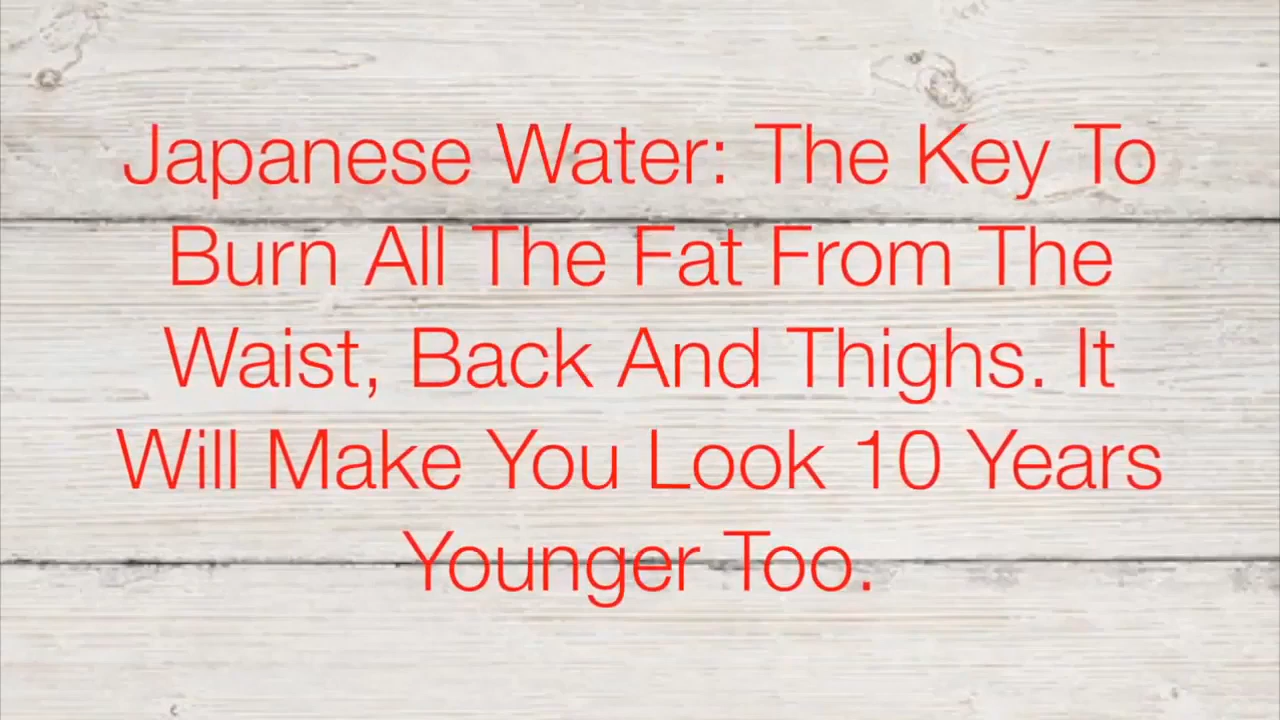 Japanese Water: The Key To
Burn All The Fat From The
Waist, Back And Thighs. It
Will Make You Look 10 Years
Younger Too.